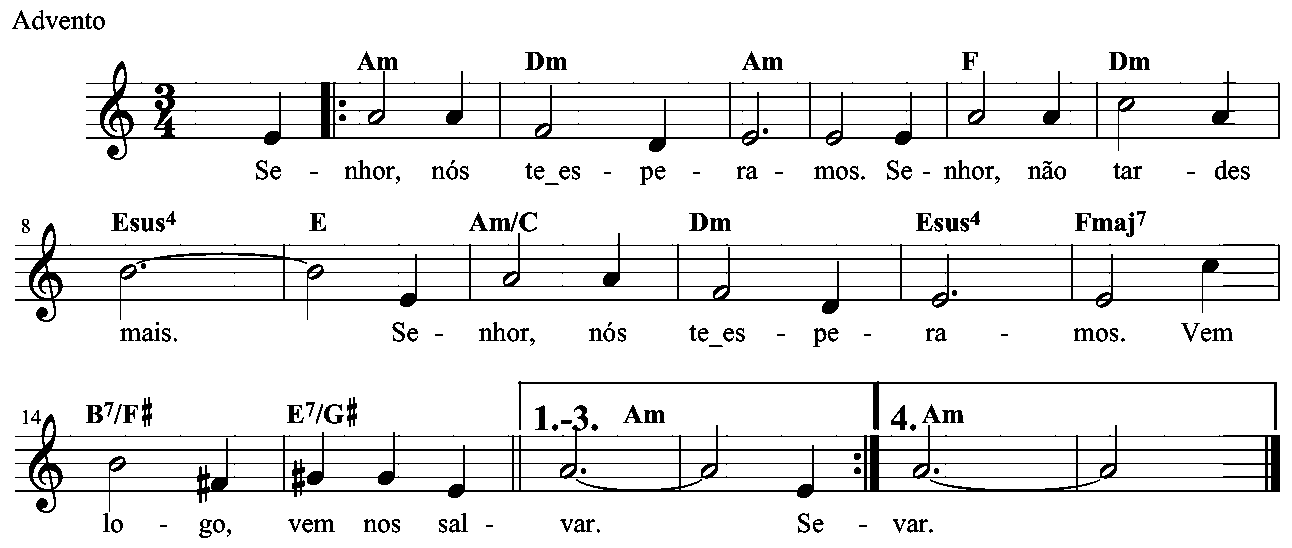 Advento
Am Dm Am F Dm
3
4
Se - nhor, nós te_es - pe - ra - mos. Se - nhor, não tar - des
8 Esus4 E Am/C Dm Esus4 Fmaj7
mais. Se - nhor, nós te_es - pe - ra - mos. Vem
14 B7/F♯ E7/G♯ 1.-3. Am 4. Am
lo - go, vem nos sal - var. Se - var.